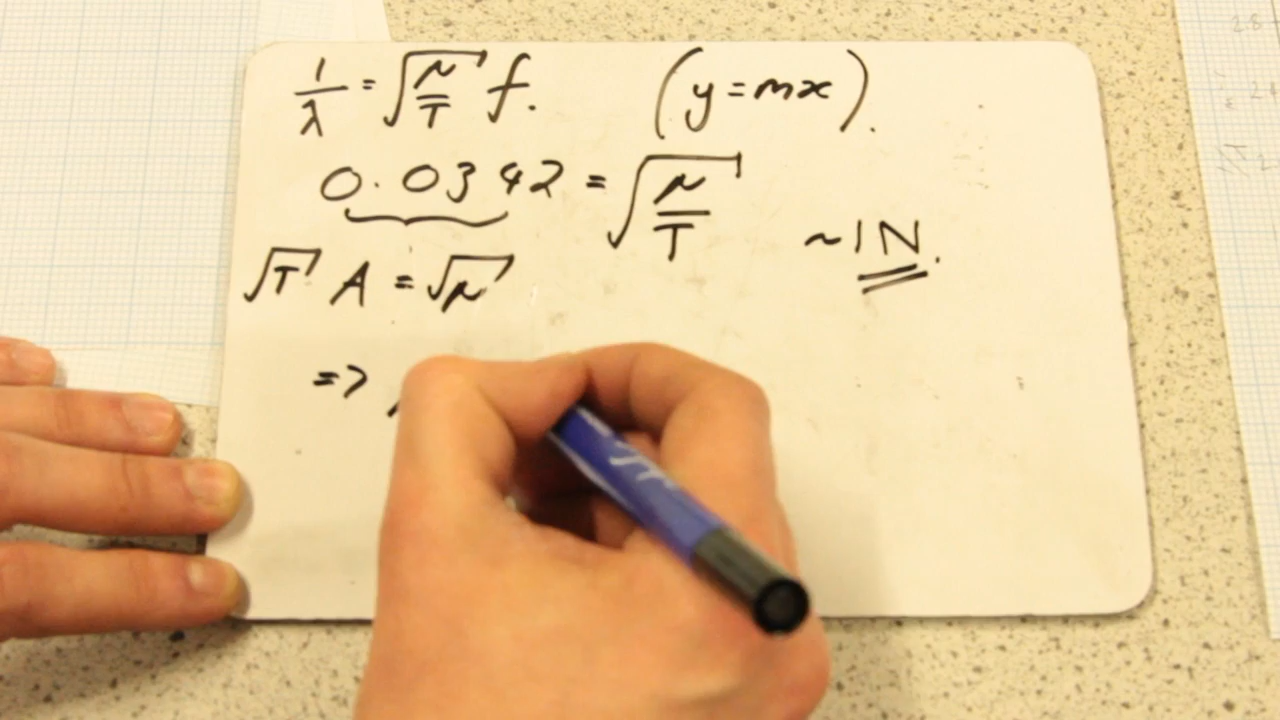 1/λ = √(μ/T) f. (y = mx).
0.0342 = √(μ/T)
~1N.
√T A = √μ
=>